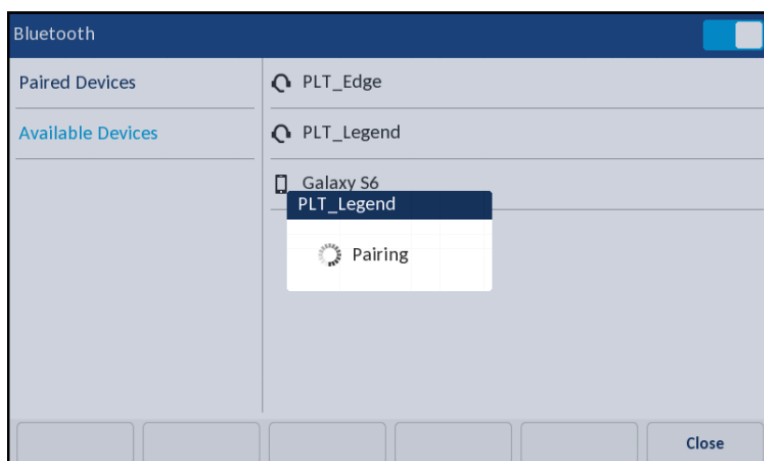 Bluetooth
Paired Devices
Available Devices
PLT_Edge
PLT_Legend
Galaxy S6
PLT_Legend
Pairing
Close